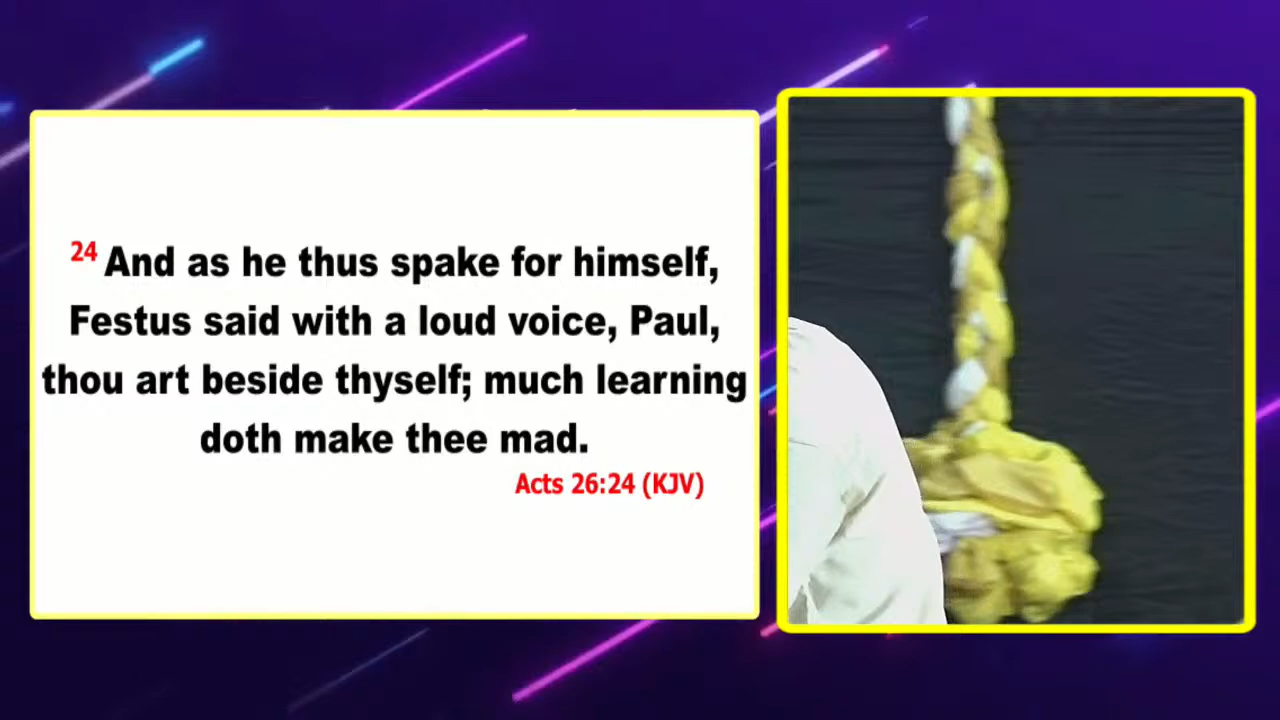 24 And as he thus spake for himself,
Festus said with a loud voice, Paul,
thou art beside thyself; much learning
doth make thee mad.
Acts 26:24 (KJV)